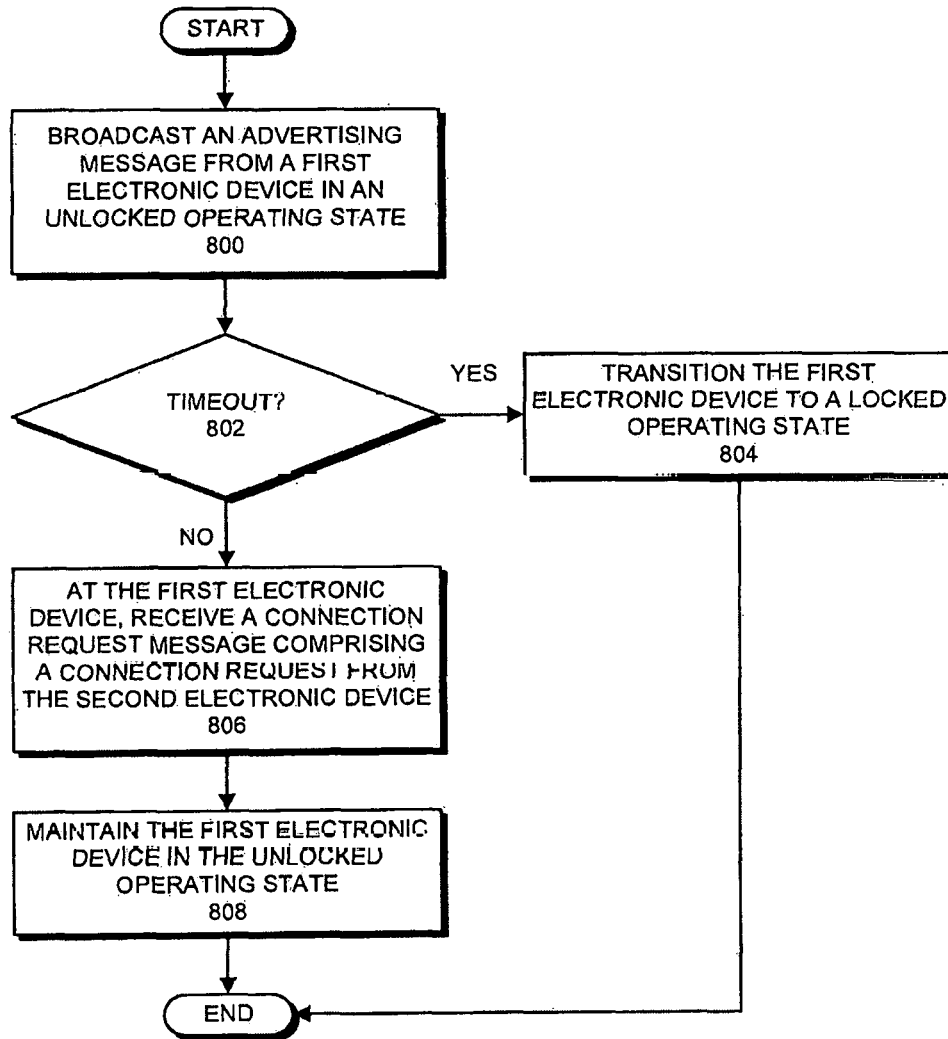 START
BROADCAST AN ADVERTISING
MESSAGE FROM A FIRST
ELECTRONIC DEVICE IN AN
UNLOCKED OPERATING STATE
800
TIMEOUT?
802
YES
TRANSITION THE FIRST
ELECTRONIC DEVICE TO A LOCKED
OPERATING STATE
804
NO
AT THE FIRST ELECTRONIC
DEVICE, RECEIVE A CONNECTION
REQUEST MESSAGE COMPRISING
A CONNECTION REQUEST FROM
THE SECOND ELECTRONIC DEVICE
806
MAINTAIN THE FIRST ELECTRONIC
DEVICE IN THE UNLOCKED
OPERATING STATE
808
END